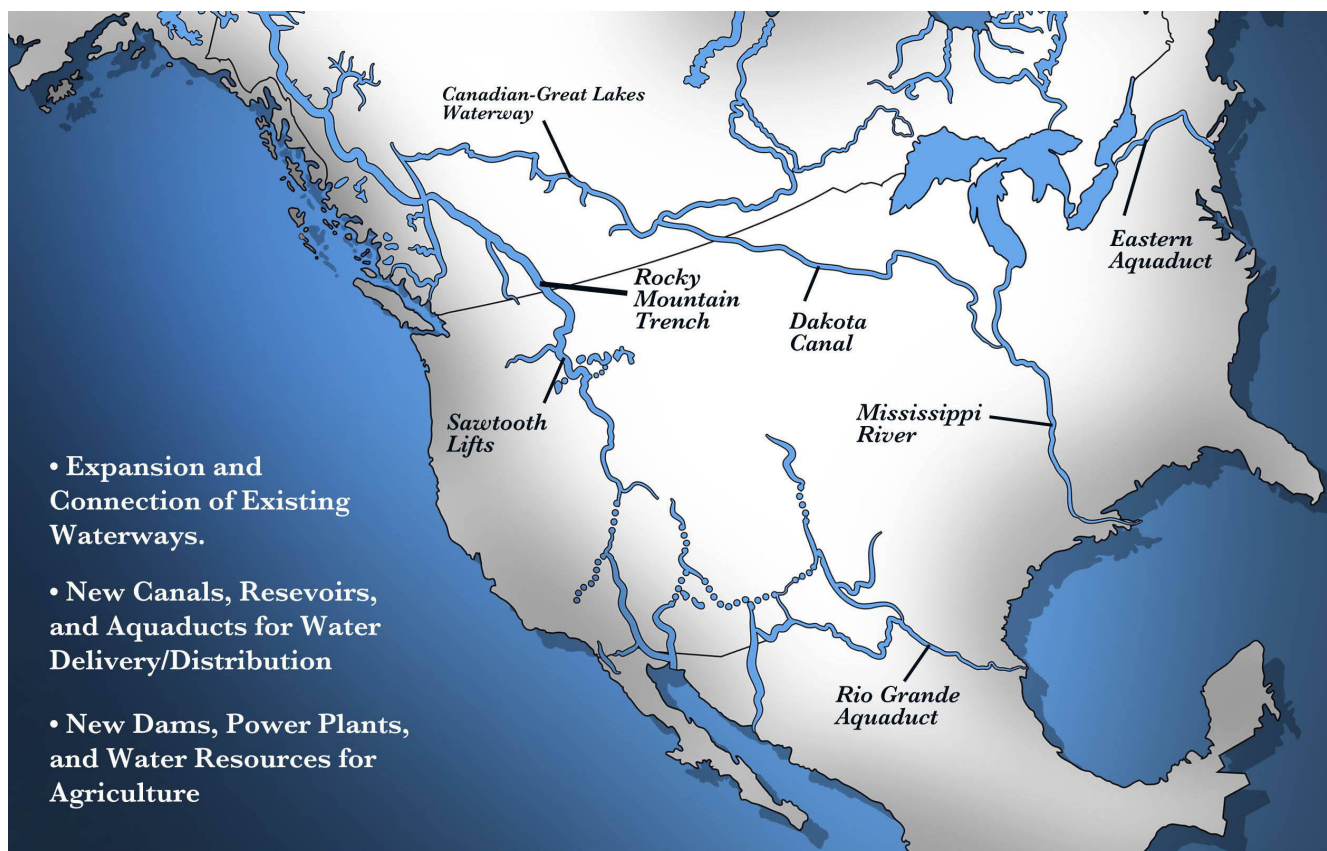 Canadian-Great Lakes
Waterway
Eastern
Aquaduct
Rocky
Mountain
Trench
Dakota
Canal
Sawtooth
Lifts
Mississippi
River
• Expansion and
Connection of Existing
Waterways.
• New Canals, Resevoirs,
and Aquaducts for Water
Delivery/Distribution
Rio Grande
Aquaduct
• New Dams, Power Plants,
and Water Resources for
Agriculture